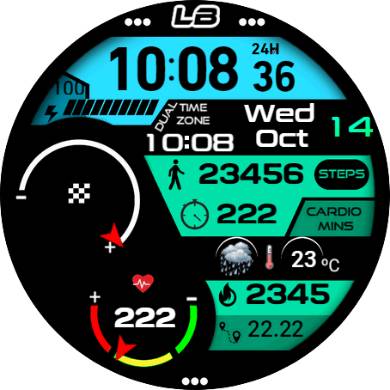 LB
24H
10:08 36
100
DUAL TIME ZONE
10:08
Wed
Oct
14
23456 STEPS
222
CARDIO
MINS
23 °C
+
-
+
-
222
2345
22.22